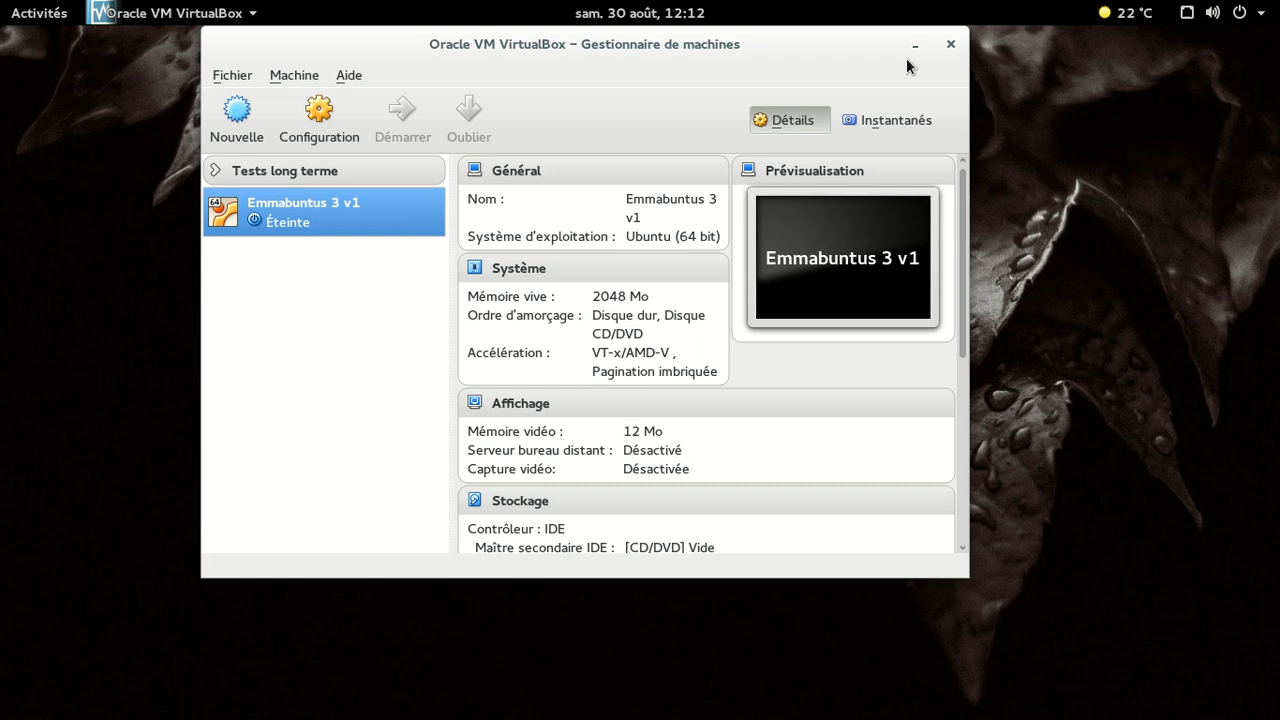 Activités Oracle VM VirtualBox sam. 30 août, 12:12 22 °C
Oracle VM VirtualBox – Gestionnaire de machines
Fichier Machine Aide
Nouvelle Configuration Démarrer Oublier Détails Instantanés
Tests long terme
64 Emmabuntus 3 v1
Éteinte
Général
Nom : Emmabuntus 3
v1
Système d'exploitation : Ubuntu (64 bit)
Prévisualisation
Emmabuntus 3 v1
Système
Mémoire vive : 2048 Mo
Ordre d'amorçage : Disque dur, Disque
CD/DVD
Accélération : VT-x/AMD-V ,
Pagination imbriquée
Affichage
Mémoire vidéo : 12 Mo
Serveur bureau distant : Désactivé
Capture vidéo: Désactivée
Stockage
Contrôleur : IDE
Maître secondaire IDE : [CD/DVD] Vide